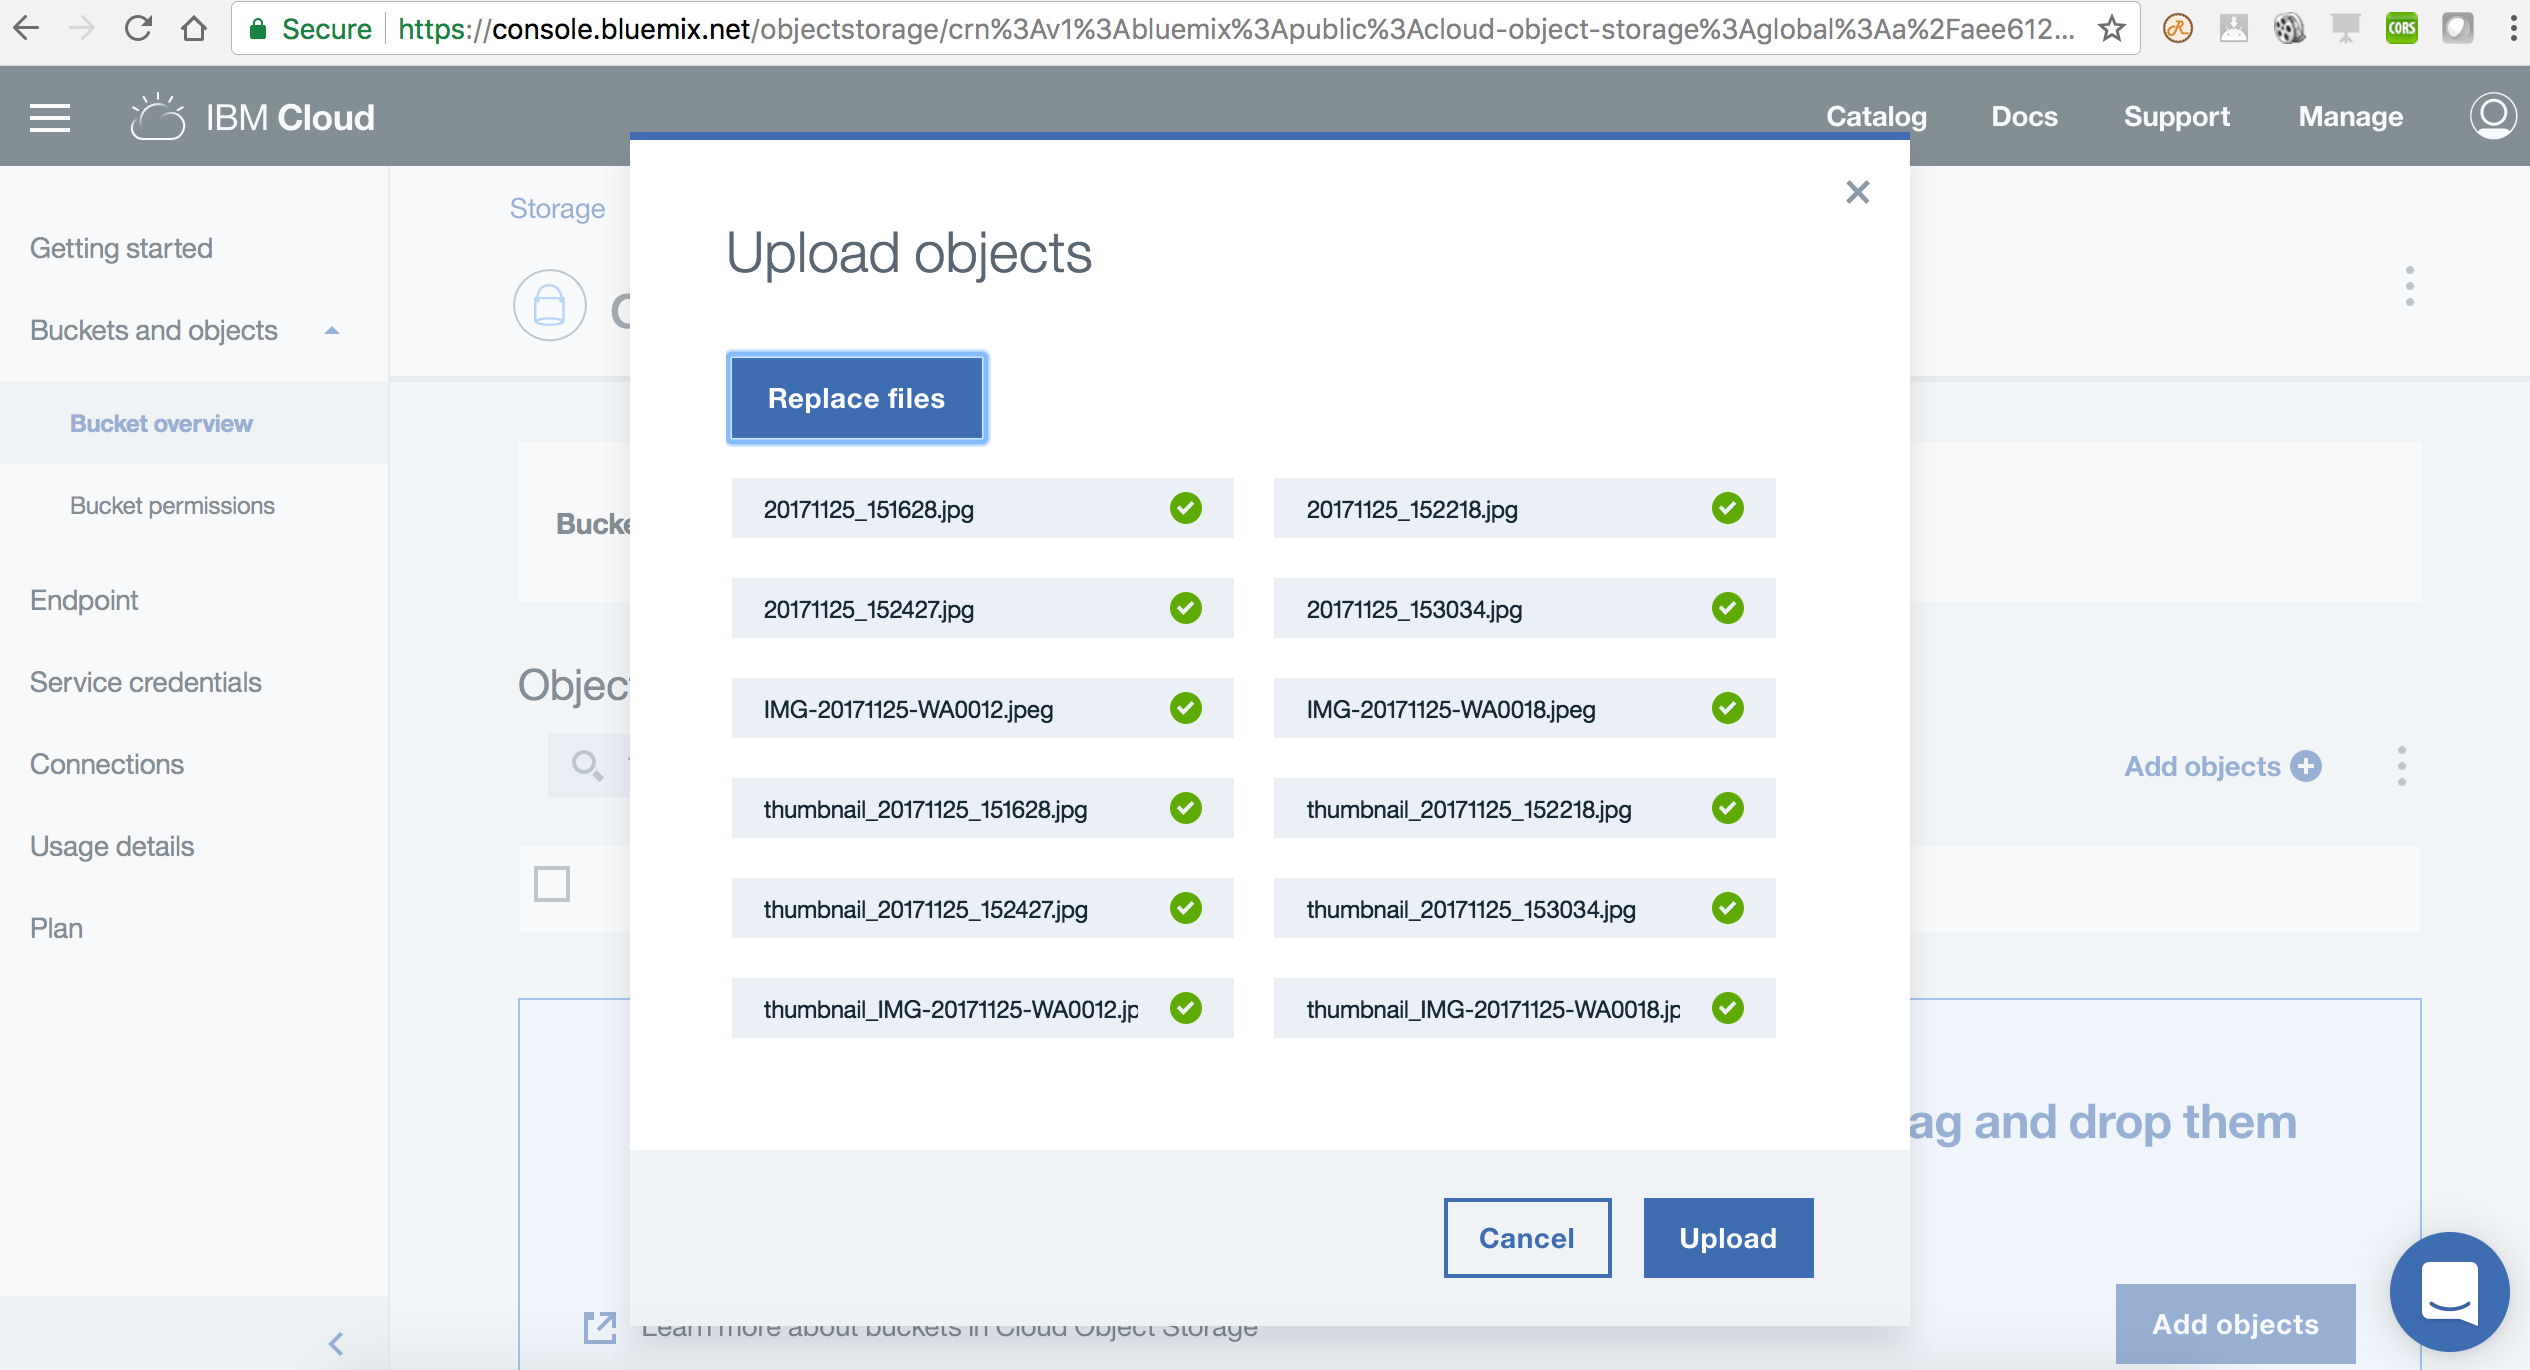 Secure https://console.bluemix.net/objectstorage/crn%3Av1%3Abluemix%3Apublic%3Acloud-object-storage%3Aglobal%3Aa%2Faee612...
CORS
IBM Cloud
Catalog Docs Support Manage
Storage
Getting started
Buckets and objects
Bucket overview
Bucket permissions
Endpoint
Service credentials
Connections
Usage details
Plan
Upload objects
Replace files
20171125_151628.jpg 20171125_152218.jpg
20171125_152427.jpg 20171125_153034.jpg
IMG-20171125-WA0012.jpeg IMG-20171125-WA0018.jpeg
thumbnail_20171125_151628.jpg thumbnail_20171125_152218.jpg
thumbnail_20171125_152427.jpg thumbnail_20171125_153034.jpg
thumbnail_IMG-20171125-WA0012.jp thumbnail_IMG-20171125-WA0018.jp
Cancel Upload
Bucke
Objec
Add objects
ag and drop them
Learn more about buckets in Cloud Object Storage
Add objects